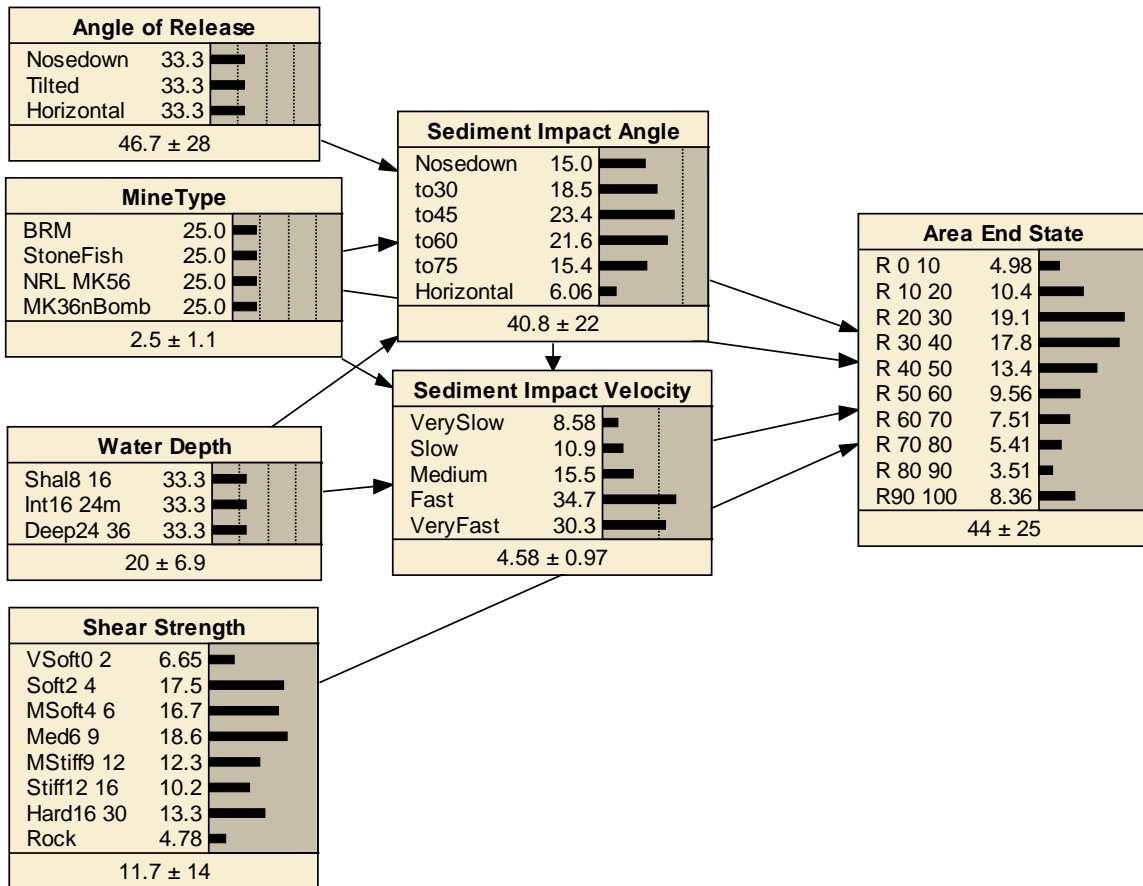 Angle of Release
Nosedown 33.3
Tilted 33.3
Horizontal 33.3
46.7 ± 28
MineType
BRM 25.0
StoneFish 25.0
NRL MK56 25.0
MK36nBomb 25.0
2.5 ± 1.1
Water Depth
Shal8 16 33.3
Int16 24m 33.3
Deep24 36 33.3
20 ± 6.9
Shear Strength
VSoft0 2 6.65
Soft2 4 17.5
MSoft4 6 16.7
Med6 9 18.6
MStiff9 12 12.3
Stiff12 16 10.2
Hard16 30 13.3
Rock 4.78
11.7 ± 14
Sediment Impact Angle
Nosedown 15.0
to30 18.5
to45 23.4
to60 21.6
to75 15.4
Horizontal 6.06
40.8 ± 22
Sediment Impact Velocity
VerySlow 8.58
Slow 10.9
Medium 15.5
Fast 34.7
VeryFast 30.3
4.58 ± 0.97
Area End State
R 0 10 4.98
R 10 20 10.4
R 20 30 19.1
R 30 40 17.8
R 40 50 13.4
R 50 60 9.56
R 60 70 7.51
R 70 80 5.41
R 80 90 3.51
R90 100 8.36
44 ± 25